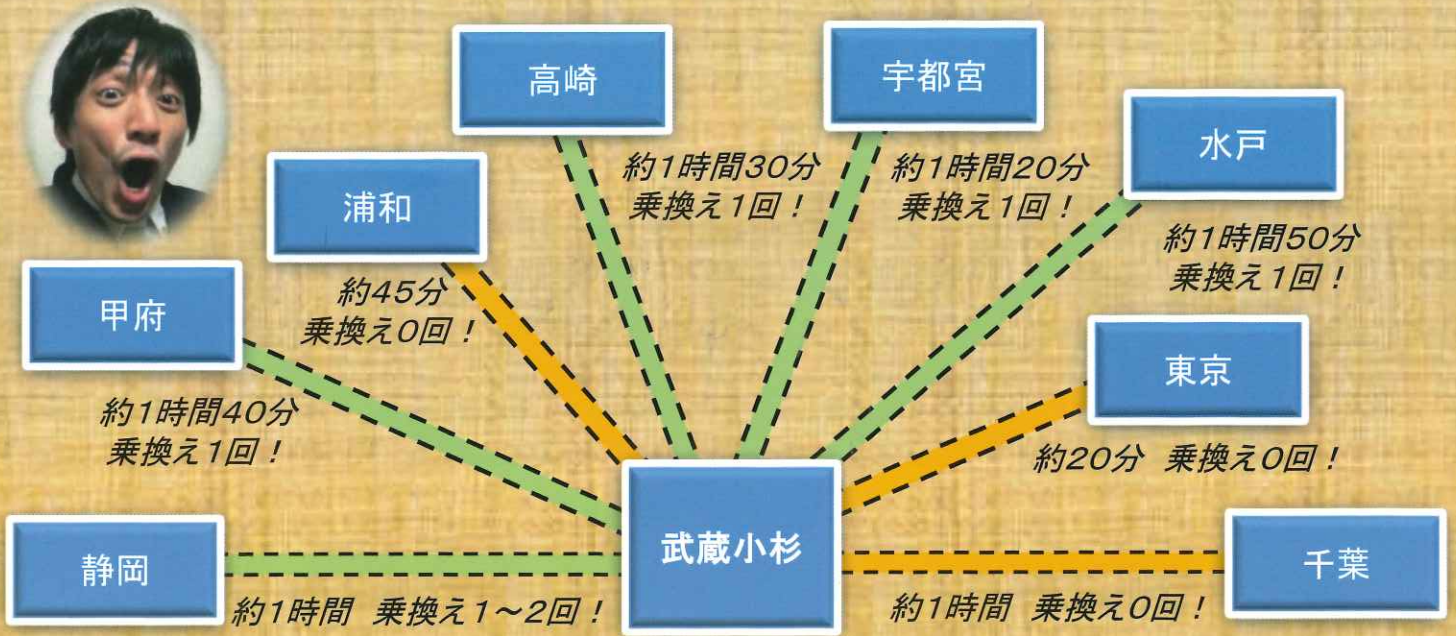 高崎
宇都宮
水戸
約1時間30分
乗換え1回！
約1時間20分
乗換え1回！
浦和
約1時間50分
乗換え1回！
約45分
乗換え0回！
甲府
東京
約1時間40分
乗換え1回！
約20分 乗換え0回！
静岡
武蔵小杉
千葉
約1時間 乗換え1～2回！
約1時間 乗換え0回！